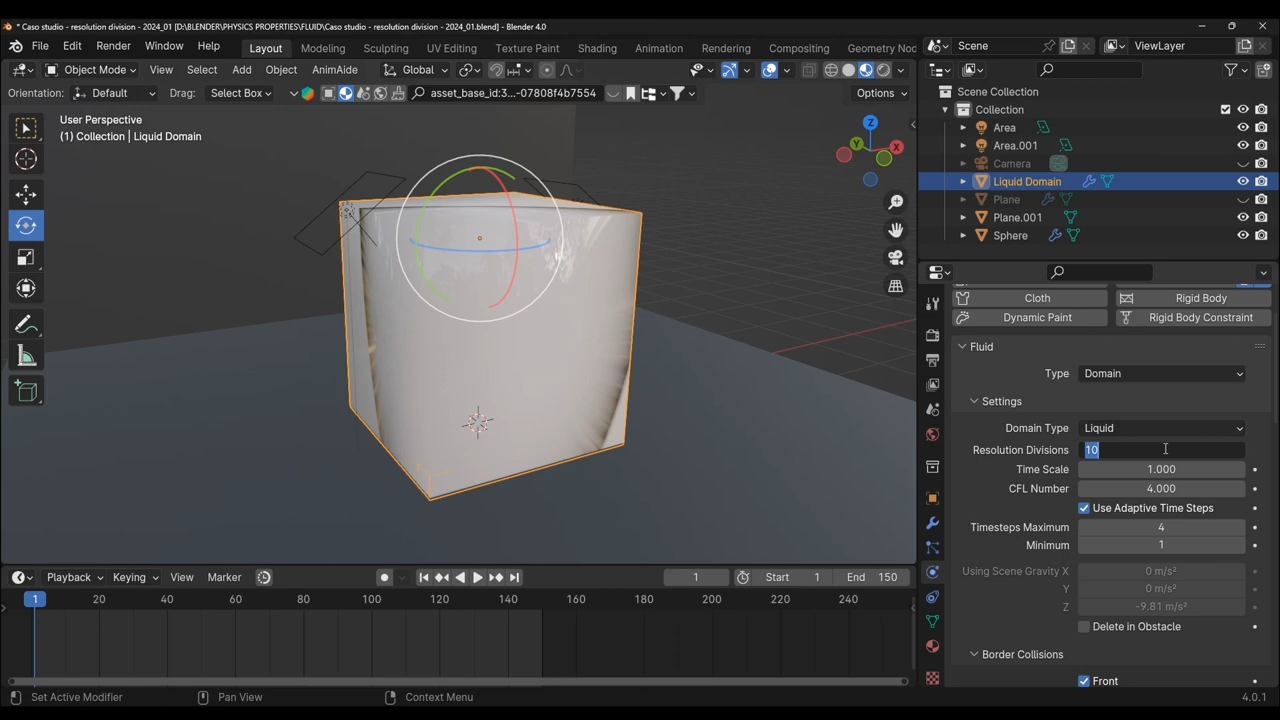 * Caso studio - resolution division - 2024_01 [D:\BLENDER\PHYSICS PROPERTIES\FLUID\Caso studio - resolution division - 2024_01.blend] - Blender 4.0
File Edit Render Window Help Layout Modeling Sculpting UV Editing Texture Paint Shading Animation Rendering Compositing Geometry Noc Scene ViewLayer
Object Mode View Select Add Object AnimAide Global
Orientation: Default Drag: Select Box asset_base_id:3...-07808f4b7554 Options
User Perspective
(1) Collection | Liquid Domain
Z
Y
X
Scene Collection
Collection
Area
Area.001
Camera
Liquid Domain
Plane
Plane.001
Sphere
Cloth Rigid Body
Dynamic Paint Rigid Body Constraint
Fluid
Type Domain
Settings
Domain Type Liquid
Resolution Divisions 10
Time Scale 1.000
CFL Number 4.000
Use Adaptive Time Steps
Timesteps Maximum 4
Minimum 1
Using Scene Gravity X 0 m/s²
Y 0 m/s²
Z -9.81 m/s²
Delete in Obstacle
Border Collisions
Front
Playback Keying View Marker 1 Start 1 End 150
1 20 40 60 80 100 120 140 160 180 200 220 240
Set Active Modifier Pan View Context Menu 4.0.1